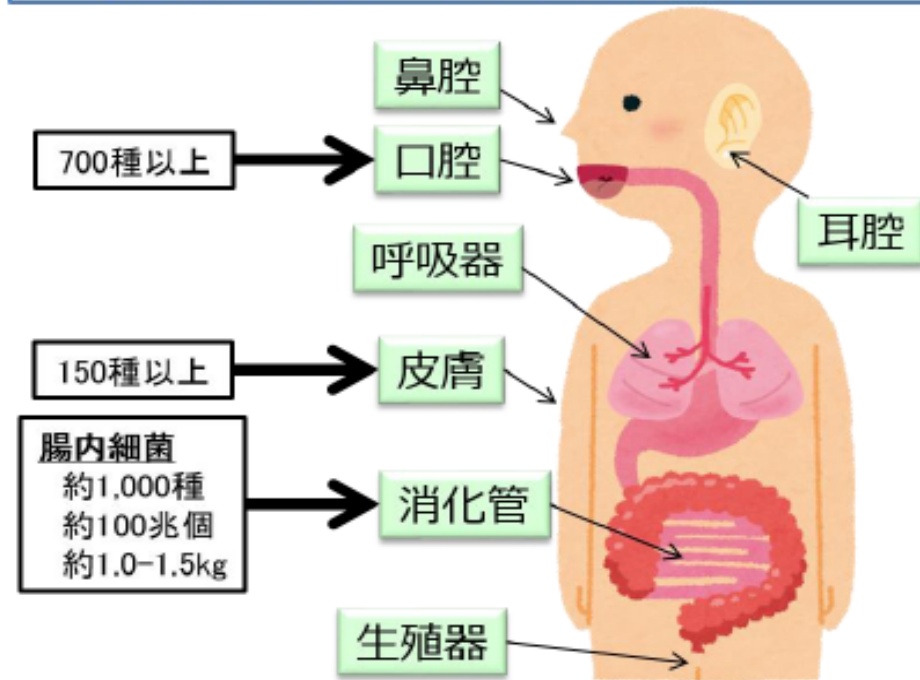 鼻腔
700種以上
口腔
耳腔
呼吸器
150種以上
皮膚
腸内細菌
約1,000種
約100兆個
約1.0-1.5kg
消化管
生殖器